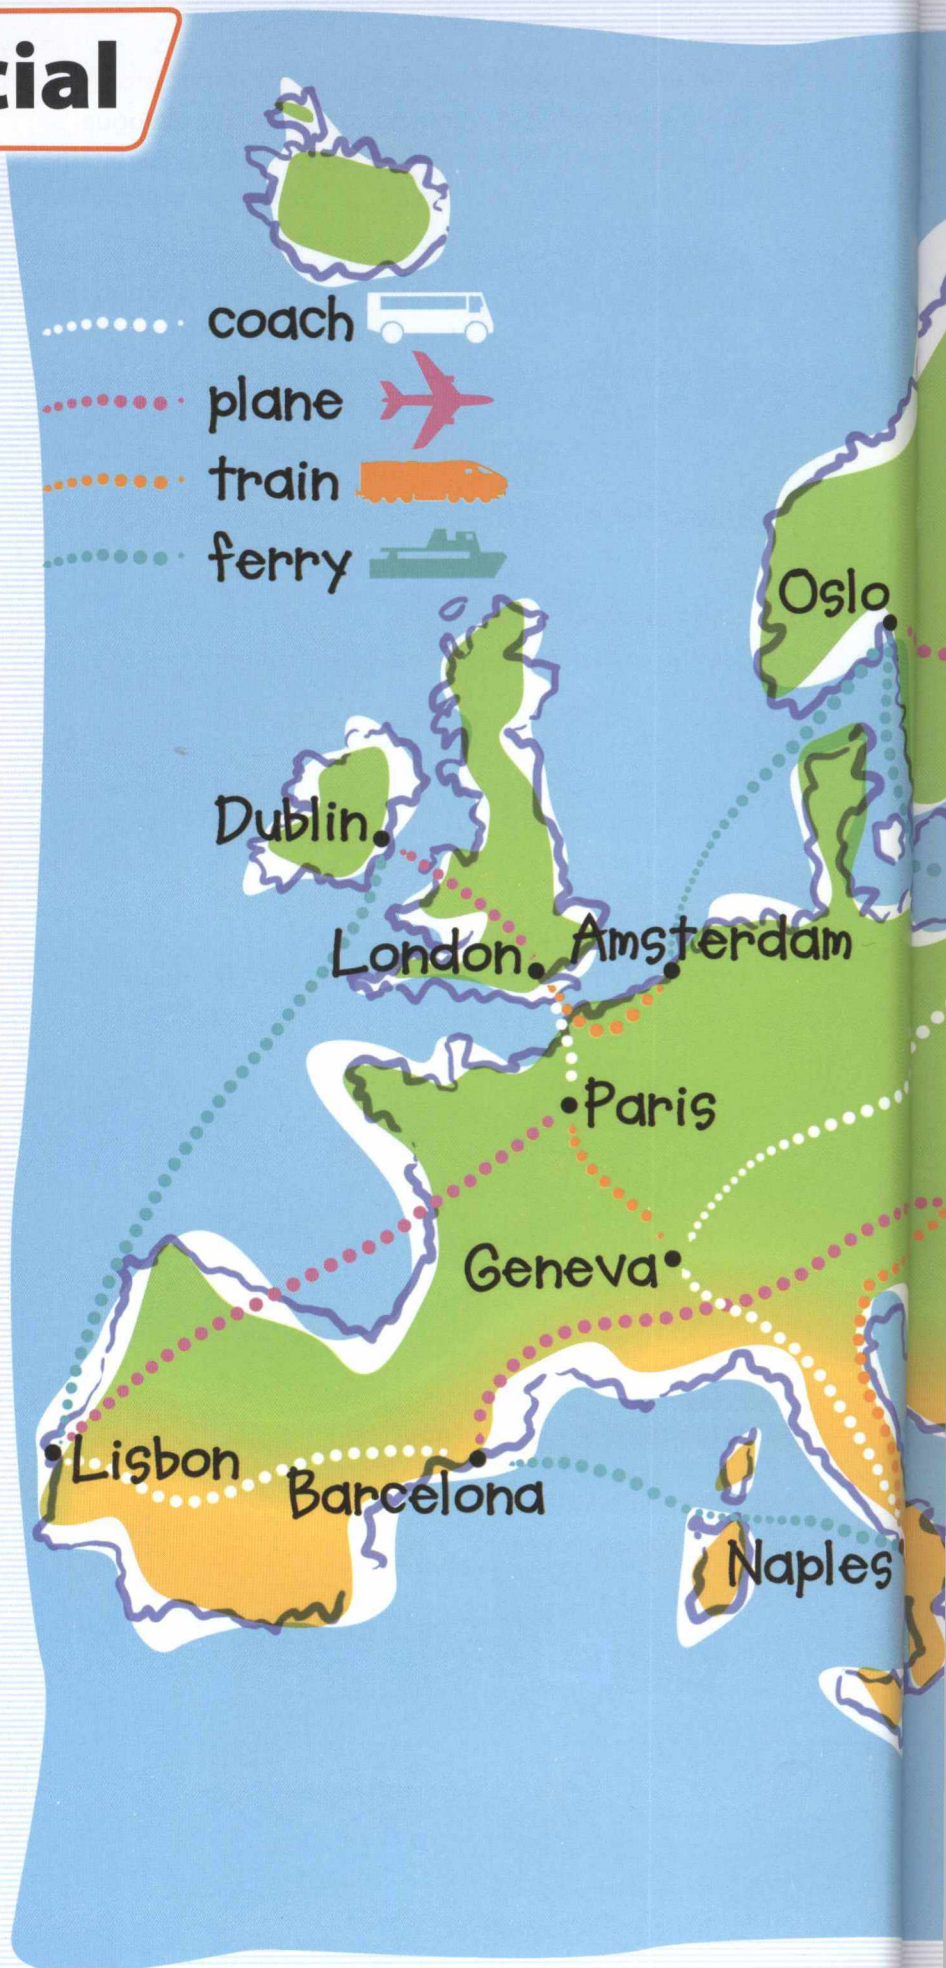 cial
coach
plane
train
ferry
Oslo
Dublin
London
Amsterdam
Paris
Geneva
Lisbon
Barcelona
Naples